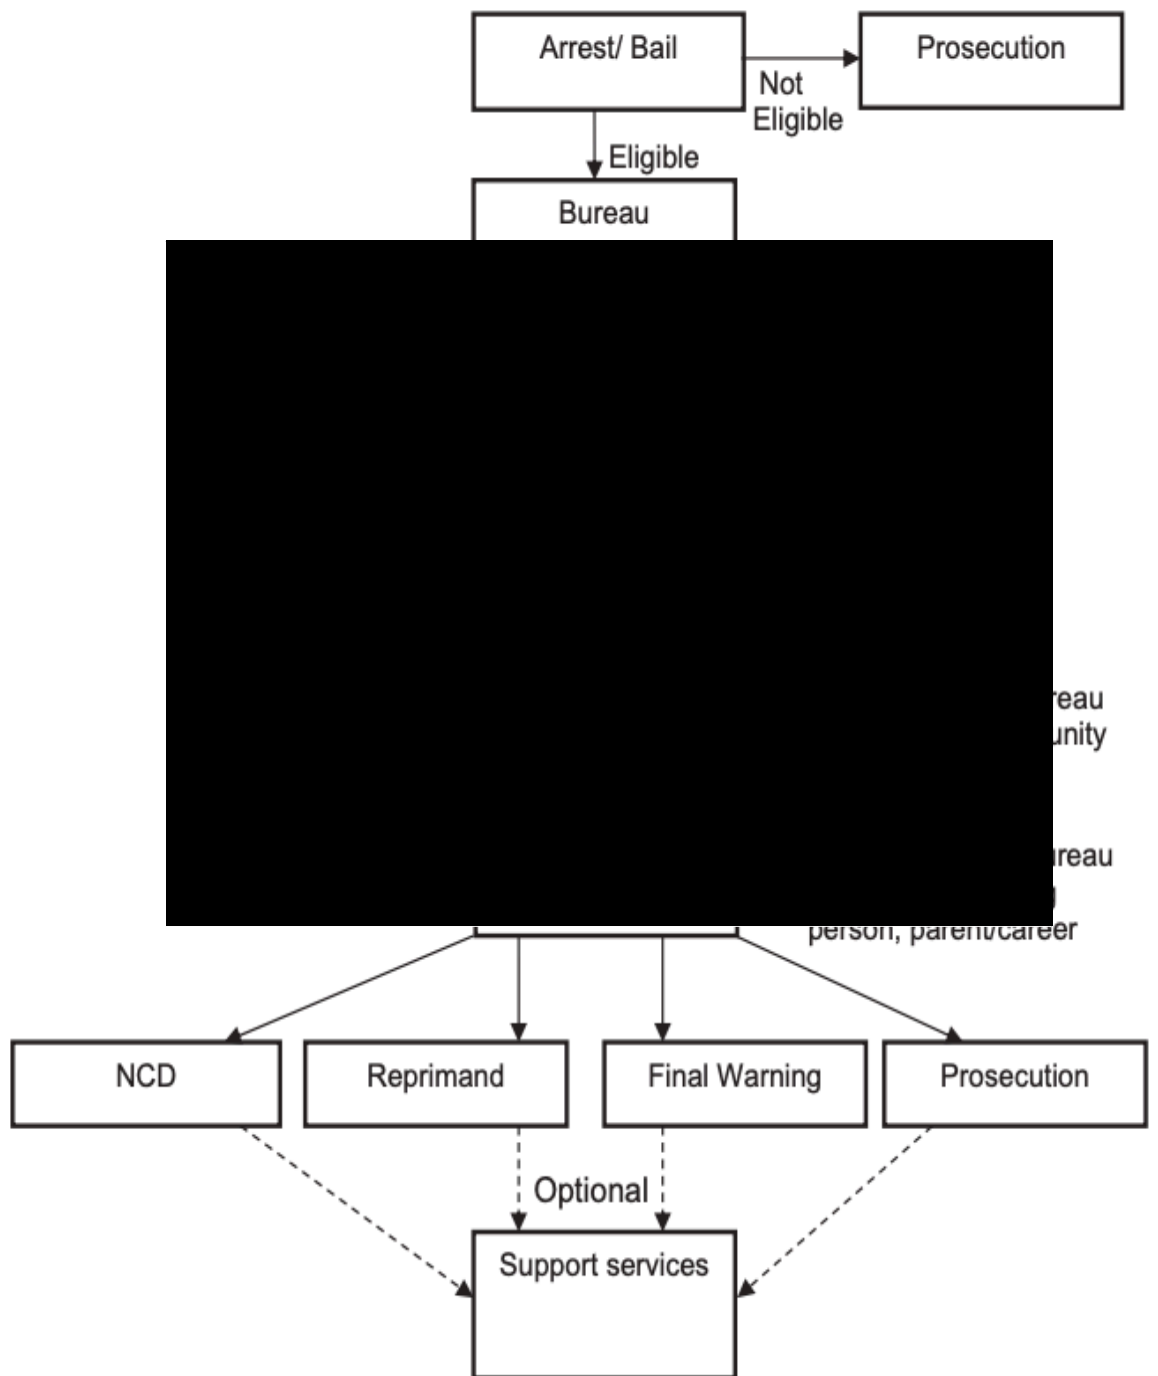 Arrest/ Bail
Prosecution
Not
Eligible
Eligible
Bureau
person, parent/career
NCD
Reprimand
Final Warning
Prosecution
Optional
Support services